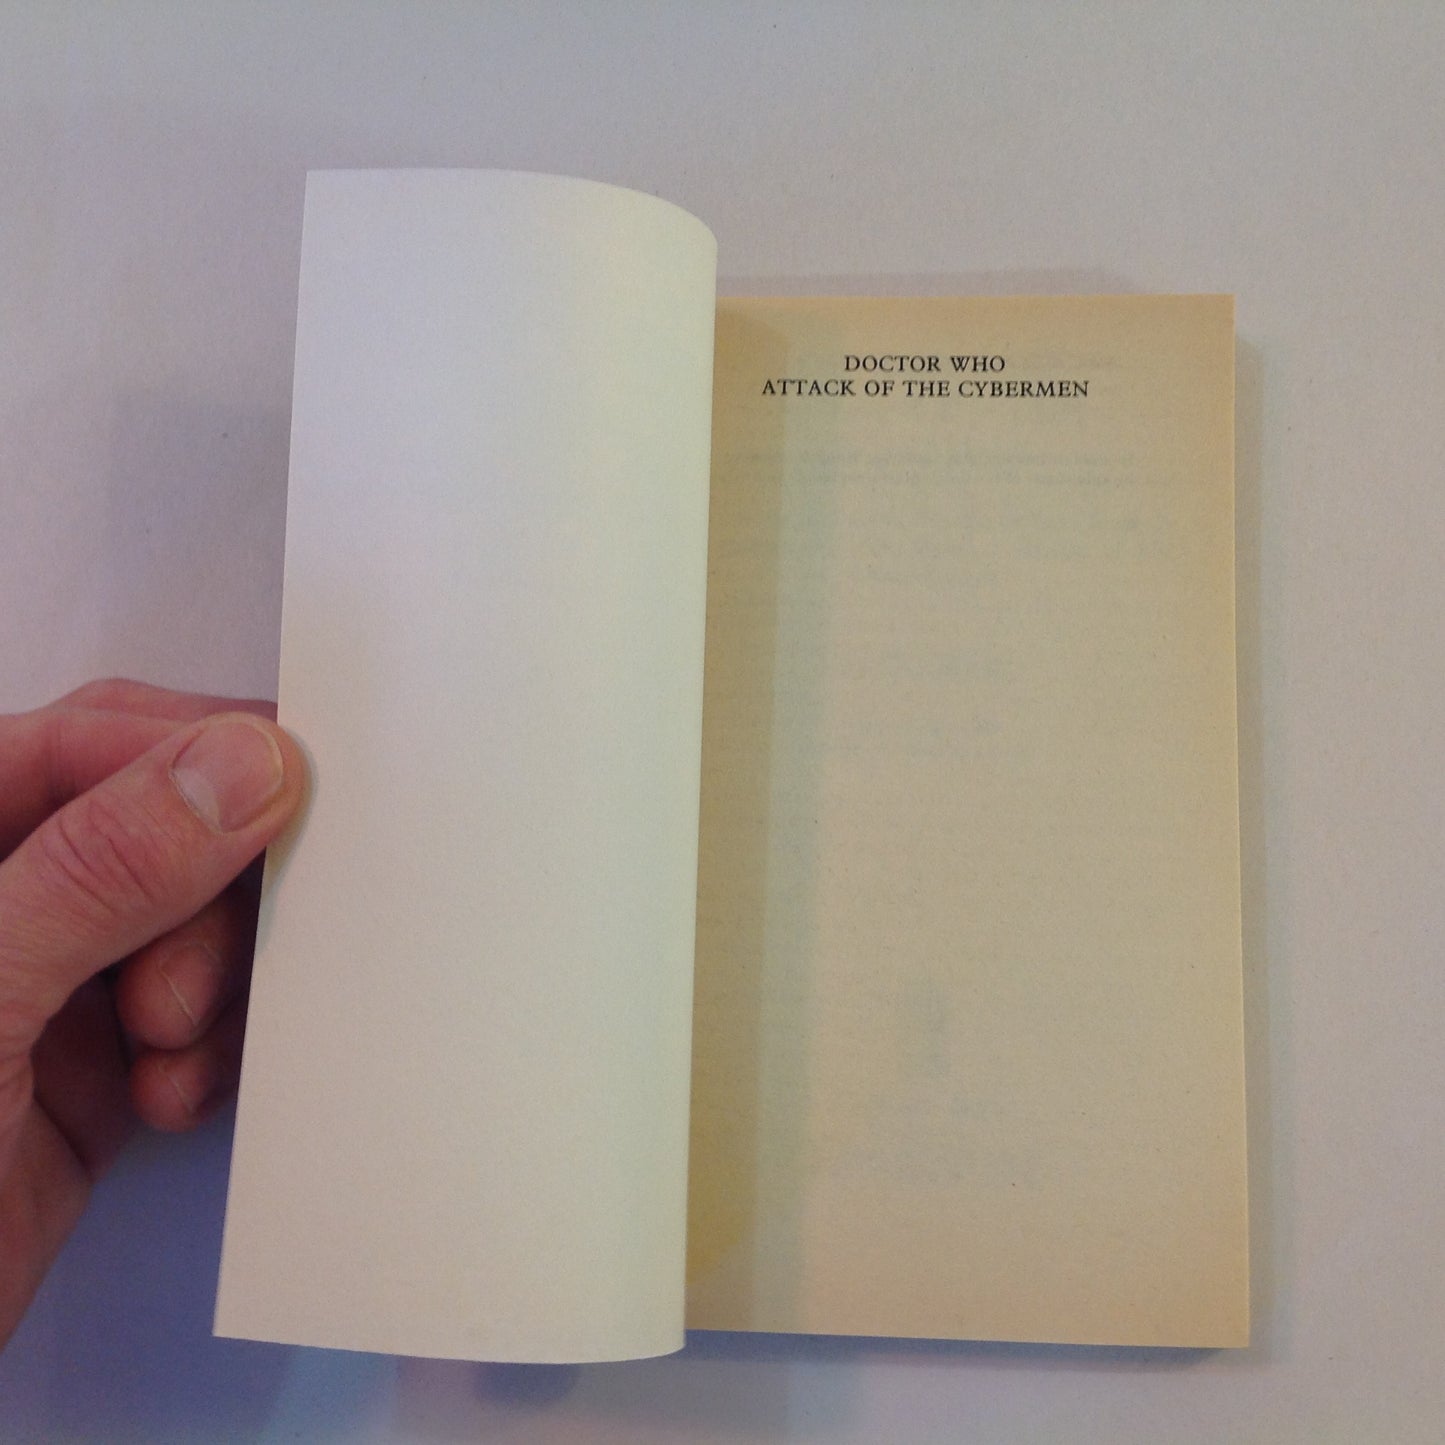 DOCTOR WHO
ATTACK OF THE CYBERMEN